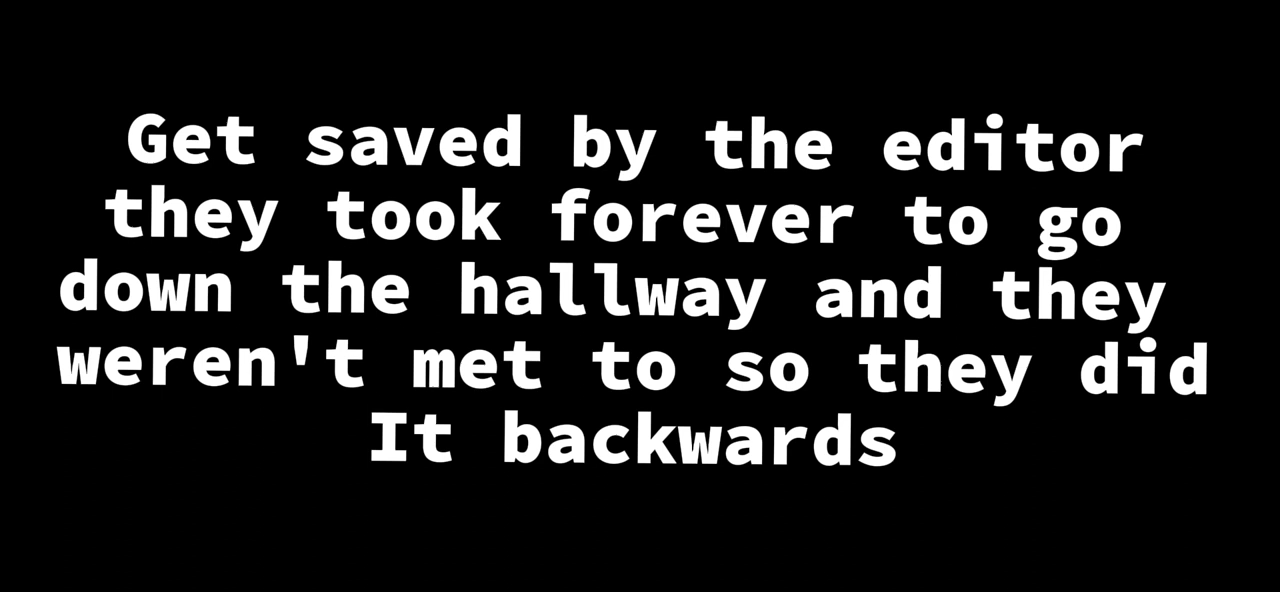 Get saved by the editor
they took forever to go
down the hallway and they
weren't met to so they did
It backwards